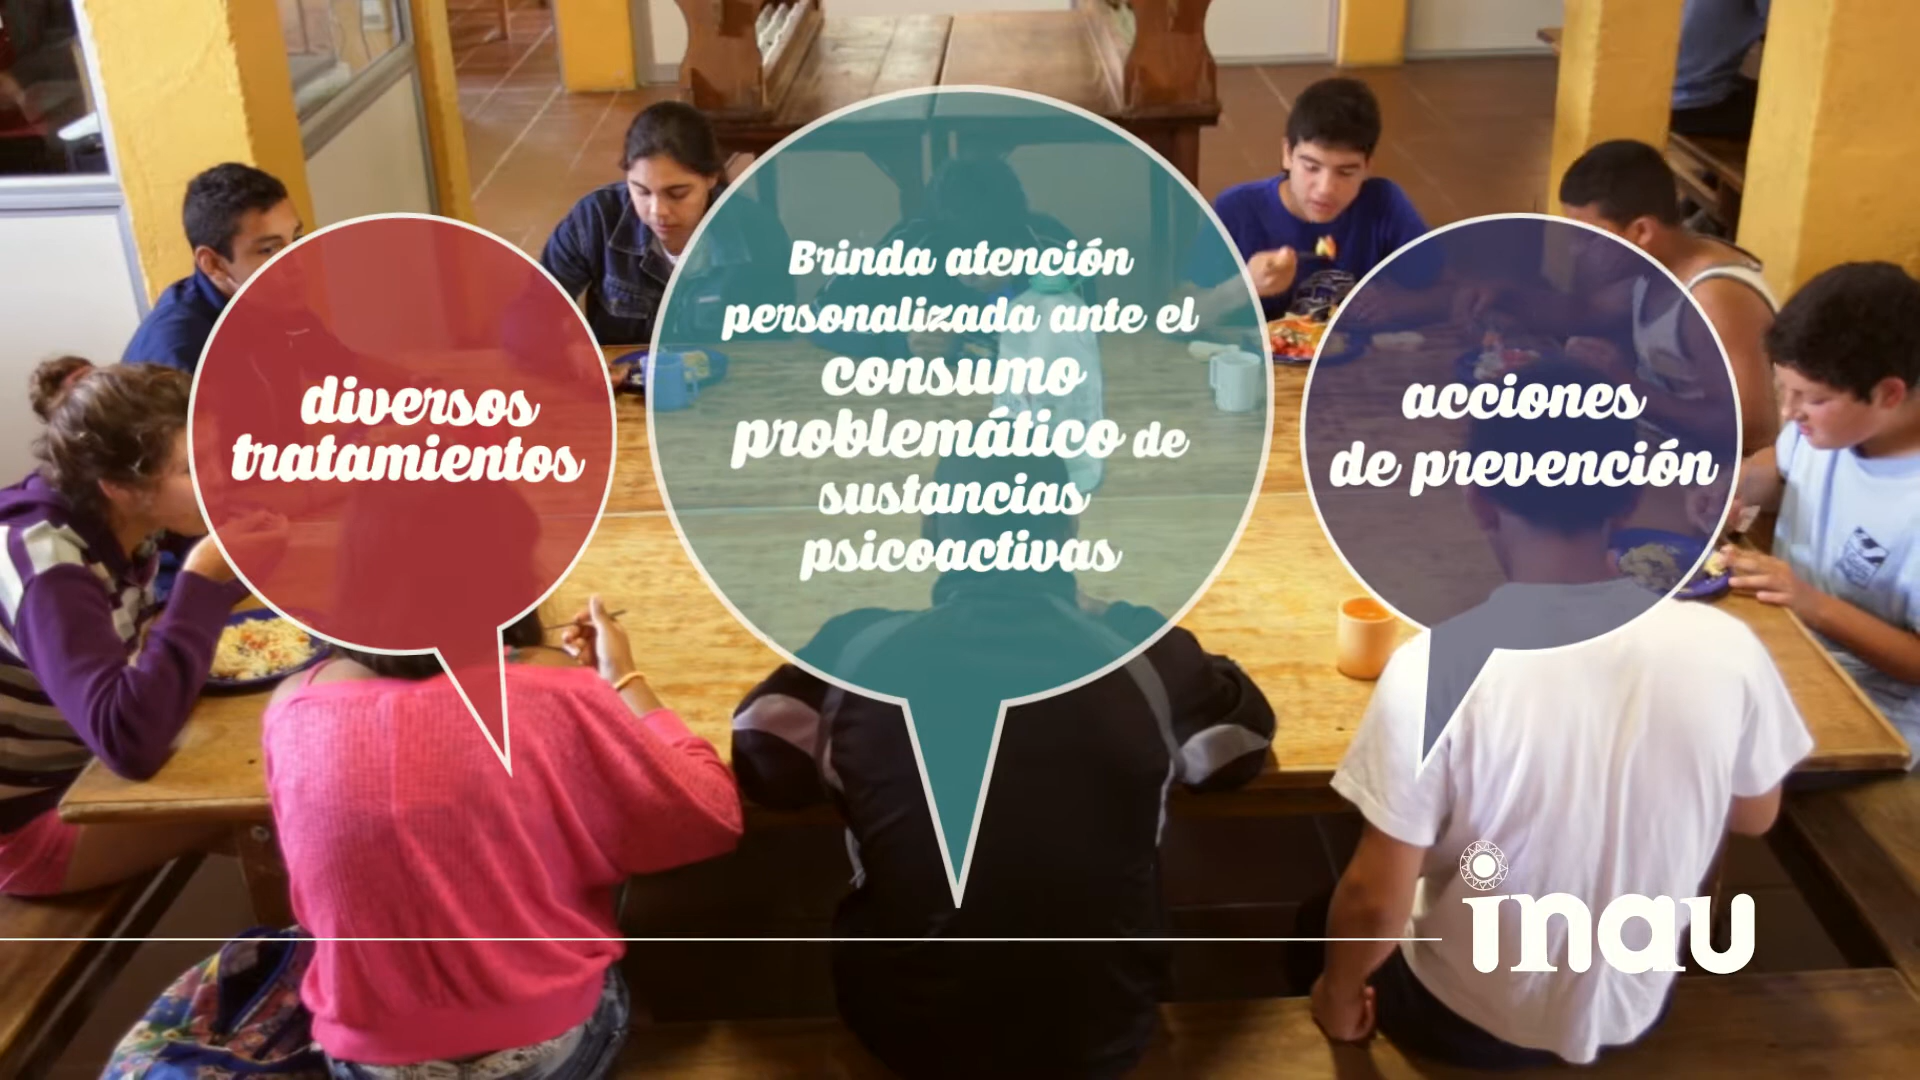 diversos
tratamientos
Brinda atención
personalizada ante el
consumo
problemático de
sustancias
psicoactivas
acciones
de prevención
inau